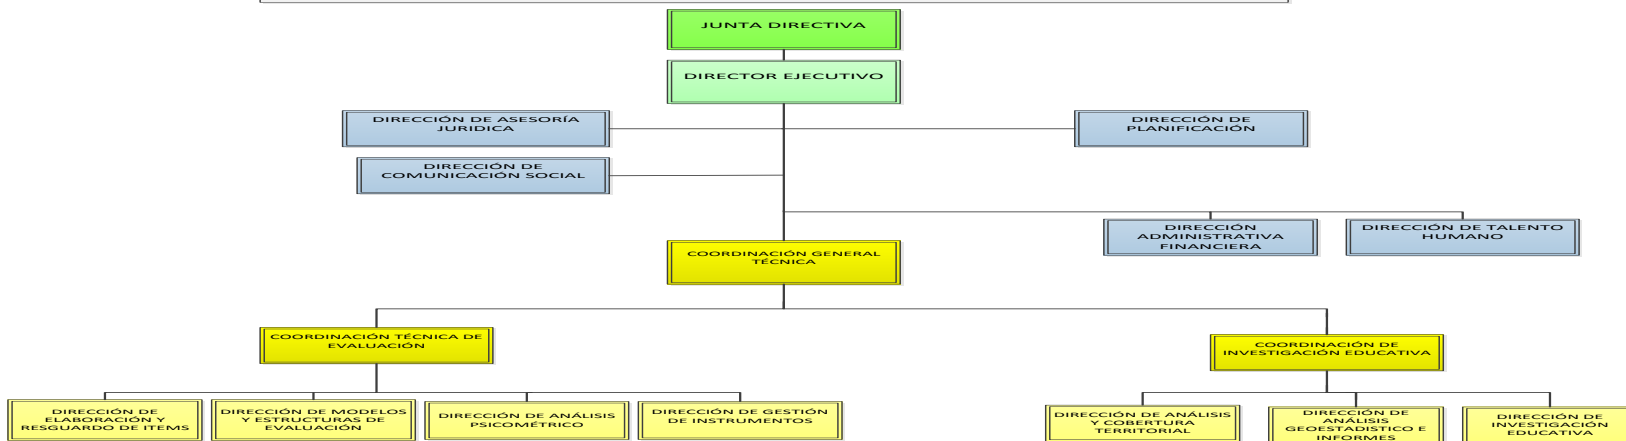 JUNTA DIRECTIVA
DIRECTOR EJECUTIVO
DIRECCIÓN DE ASESORÍA
JURIDICA
DIRECCIÓN DE
PLANIFICACIÓN
DIRECCIÓN DE
COMUNICACIÓN SOCIAL
DIRECCIÓN
ADMINISTRATIVA
FINANCIERA
DIRECCIÓN DE TALENTO
HUMANO
COORDINACIÓN GENERAL
TÉCNICA
COORDINACIÓN TÉCNICA DE
EVALUACIÓN
COORDINACIÓN DE
INVESTIGACIÓN EDUCATIVA
DIRECCIÓN DE
ELABORACIÓN Y
RESGUARDO DE ITEMS
DIRECCIÓN DE MODELOS
Y ESTRUCTURAS DE
EVALUACIÓN
DIRECCIÓN DE ANÁLISIS
PSICOMÉTRICO
DIRECCIÓN DE GESTIÓN
DE INSTRUMENTOS
DIRECCIÓN DE ANÁLISIS
Y COBERTURA
TERRITORIAL
DIRECCIÓN DE
ANÁLISIS
GEOESTADISTICO E
INFORMES
DIRECCIÓN DE
INVESTIGACIÓN
EDUCATIVA